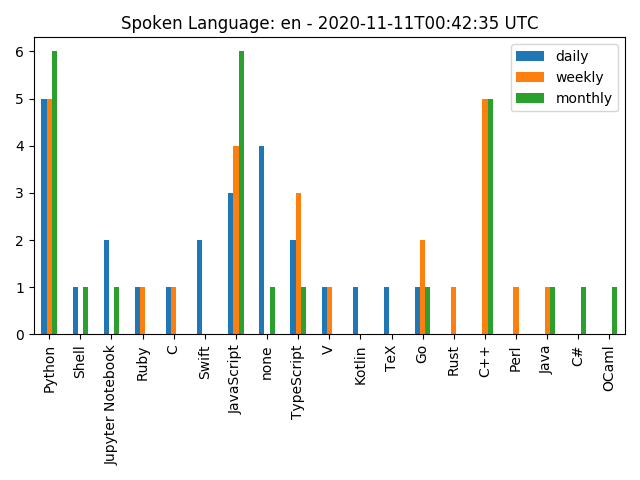 Spoken Language: en - 2020-11-11T00:42:35 UTC
daily
weekly
monthly
6
5
4
3
2
1
0
Python
Shell
Jupyter Notebook
Ruby
C
Swift
JavaScript
none
TypeScript
V
Kotlin
TeX
Go
Rust
C++
Perl
Java
C#
OCaml